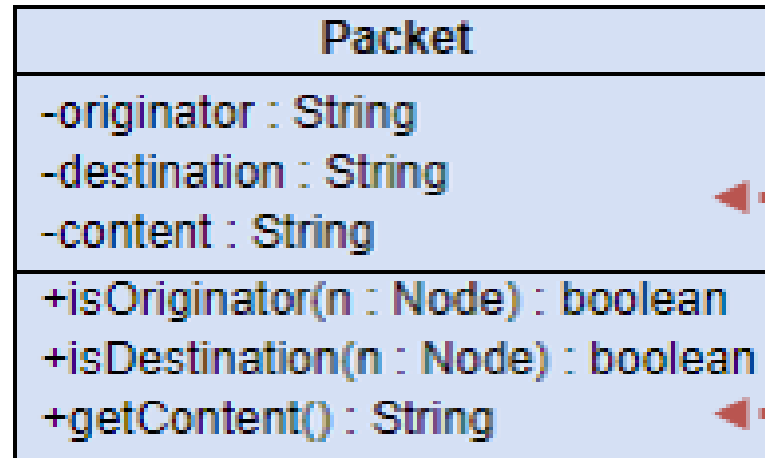 Packet
-originator : String
-destination : String
-content : String
+isOriginator(n : Node) : boolean
+isDestination(n : Node) : boolean
+getContent() : String